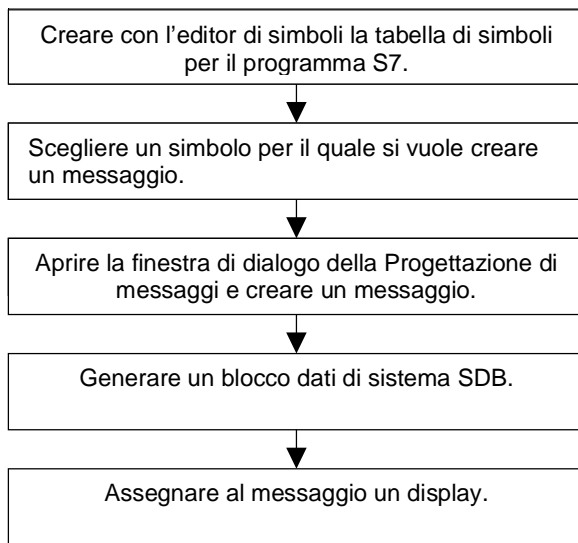 Creare con l'editor di simboli la tabella di simboli
per il programma S7.
Scegliere un simbolo per il quale si vuole creare
un messaggio.
Aprire la finestra di dialogo della Progettazione di
messaggi e creare un messaggio.
Generare un blocco dati di sistema SDB.
Assegnare al messaggio un display.